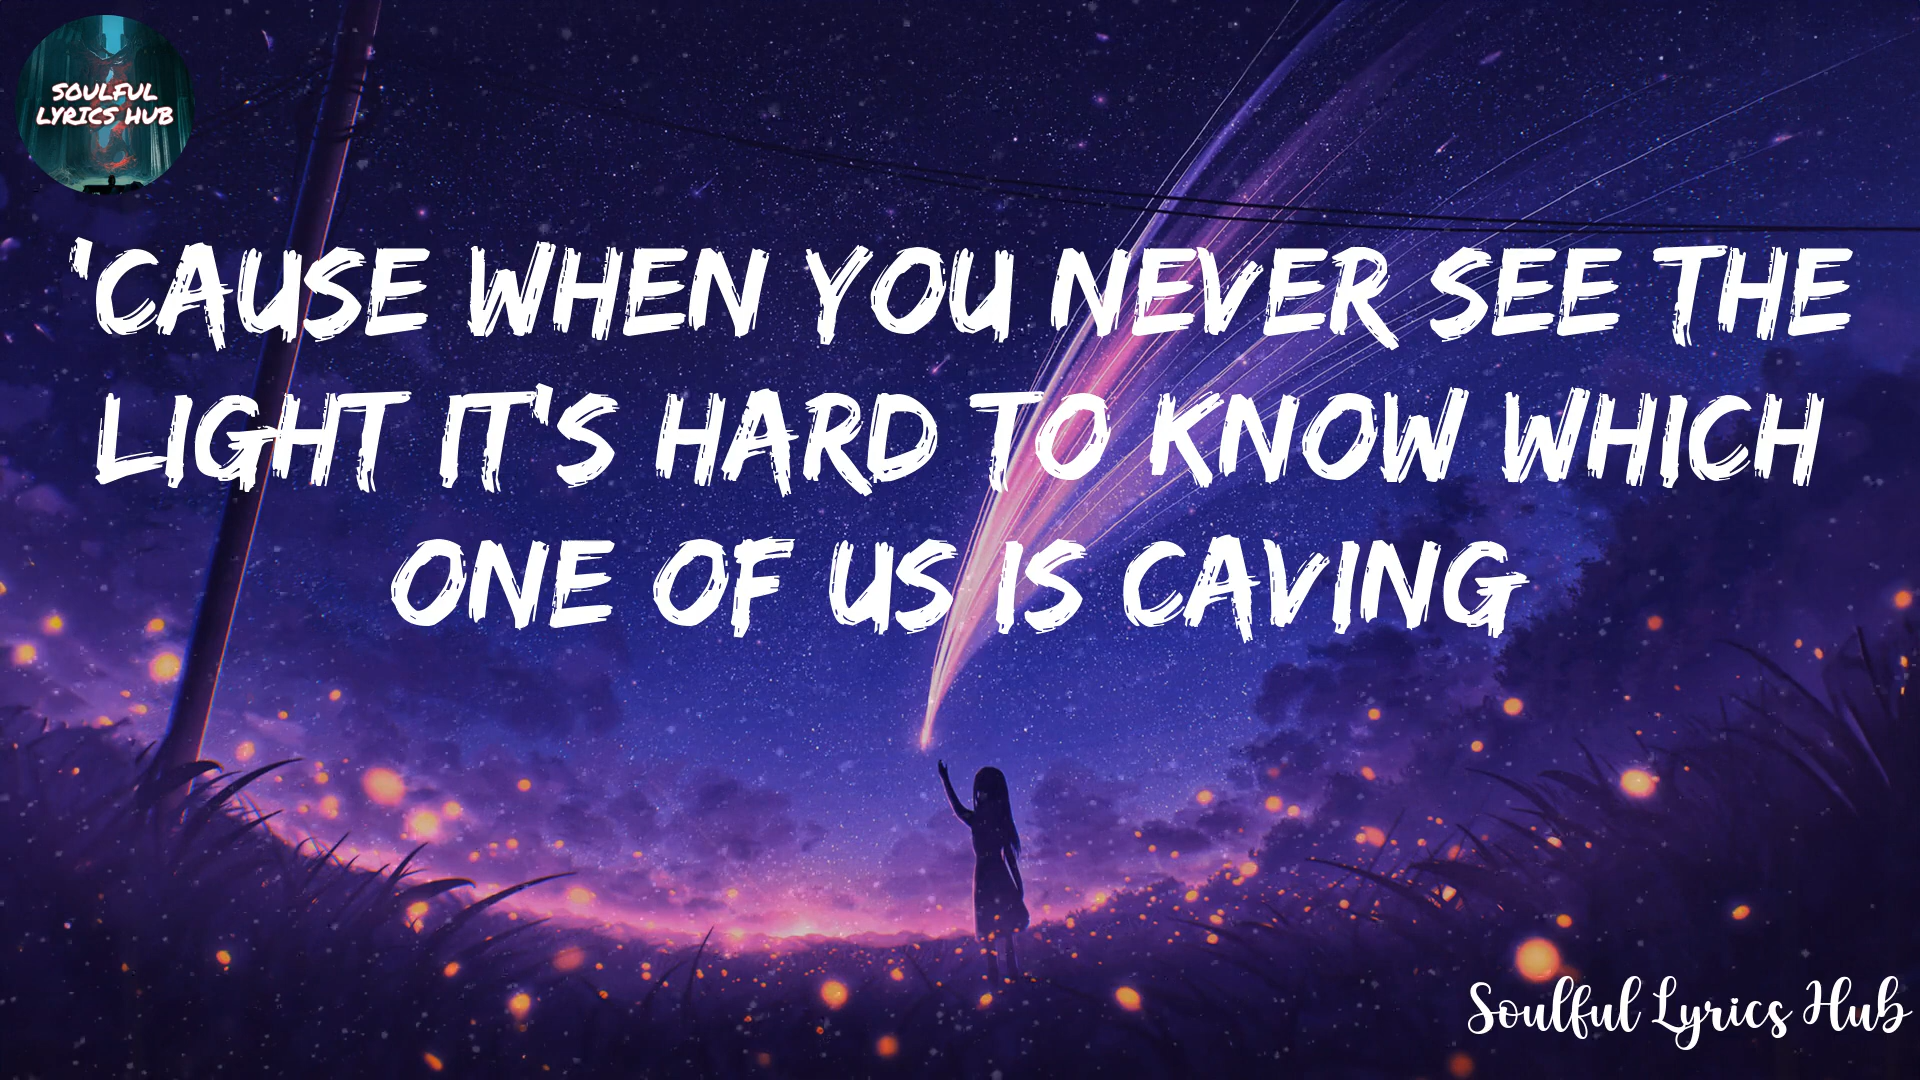 SOULFUL
LYRICS HUB
'CAUSE WHEN YOU NEVER SEE THE
LIGHT IT'S HARD TO KNOW WHICH
ONE OF US IS CAVING
Soulful Lyrics Hub